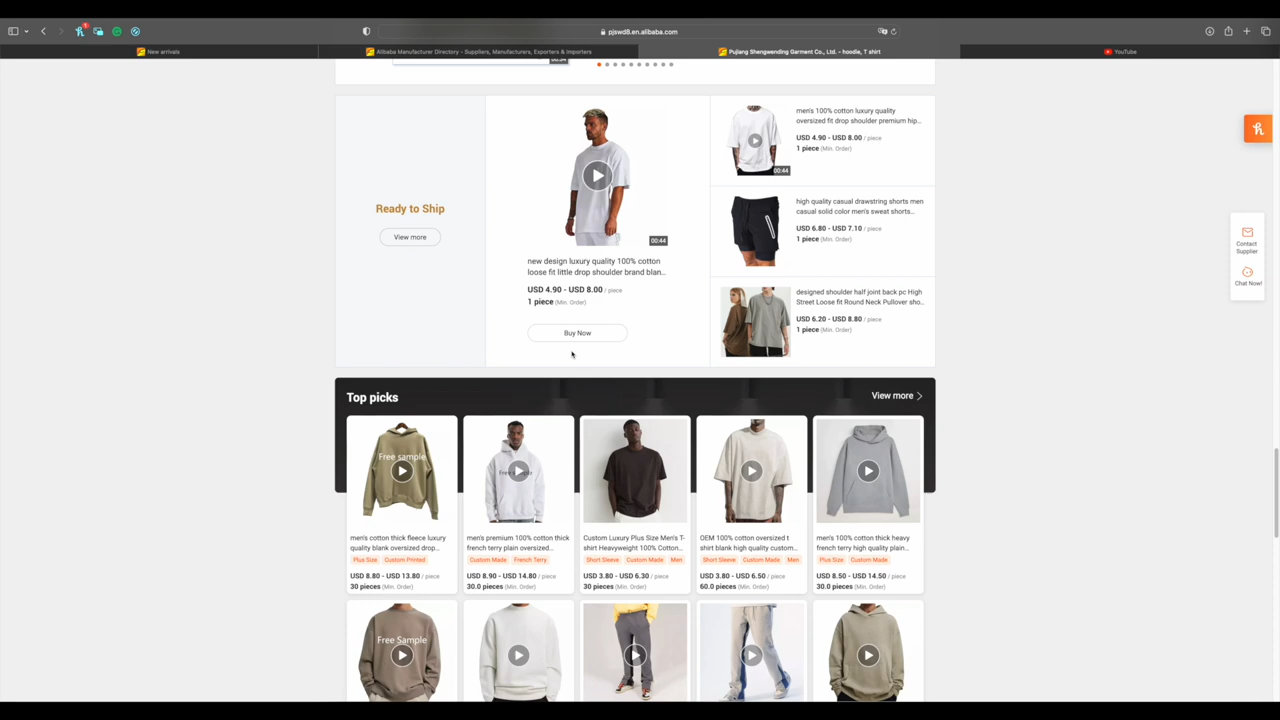 1
pjswd8.en.alibaba.com
New arrivals
Alibaba Manufacturer Directory - Suppliers, Manufacturers, Exporters & Importers
Pujiang Shengwending Garment Co., Ltd. - hoodie, T shirt
YouTube
Ready to Ship
View more
00:44
new design luxury quality 100% cotton
loose fit little drop shoulder brand blan...
USD 4.90 - USD 8.00 / piece
1 piece (Min. Order)
Buy Now
00:44
men's 100% cotton luxury quality
oversized fit drop shoulder premium hip...
USD 4.90 - USD 8.00 / piece
1 piece (Min. Order)
high quality casual drawstring shorts men
casual solid color men's sweat shorts...
USD 6.80 - USD 7.10 / piece
1 piece (Min. Order)
designed shoulder half joint back pc High
Street Loose fit Round Neck Pullover sho...
USD 6.20 - USD 8.80 / piece
1 piece (Min. Order)
Contact
Supplier
Chat Now!
Top picks
View more
Free sample
men's cotton thick fleece luxury
quality blank oversized drop...
Plus Size Custom Printed
USD 8.80 - USD 13.80 / piece
30 pieces (Min. Order)
men's premium 100% cotton thick
french terry plain oversized...
Custom Made French Terry
USD 8.90 - USD 14.80 / piece
30.0 pieces (Min. Order)
Custom Luxury Plus Size Men's T-
shirt Heavyweight 100% Cotton...
Short Sleeve Custom Made Men
USD 3.80 - USD 6.30 / piece
30 pieces (Min. Order)
OEM 100% cotton oversized t
shirt blank high quality custom...
Short Sleeve Custom Made Men
USD 3.80 - USD 6.50 / piece
60.0 pieces (Min. Order)
men's 100% cotton thick heavy
french terry high quality plain...
Plus Size Custom Made
USD 8.50 - USD 14.50 / piece
30.0 pieces (Min. Order)
Free Sample